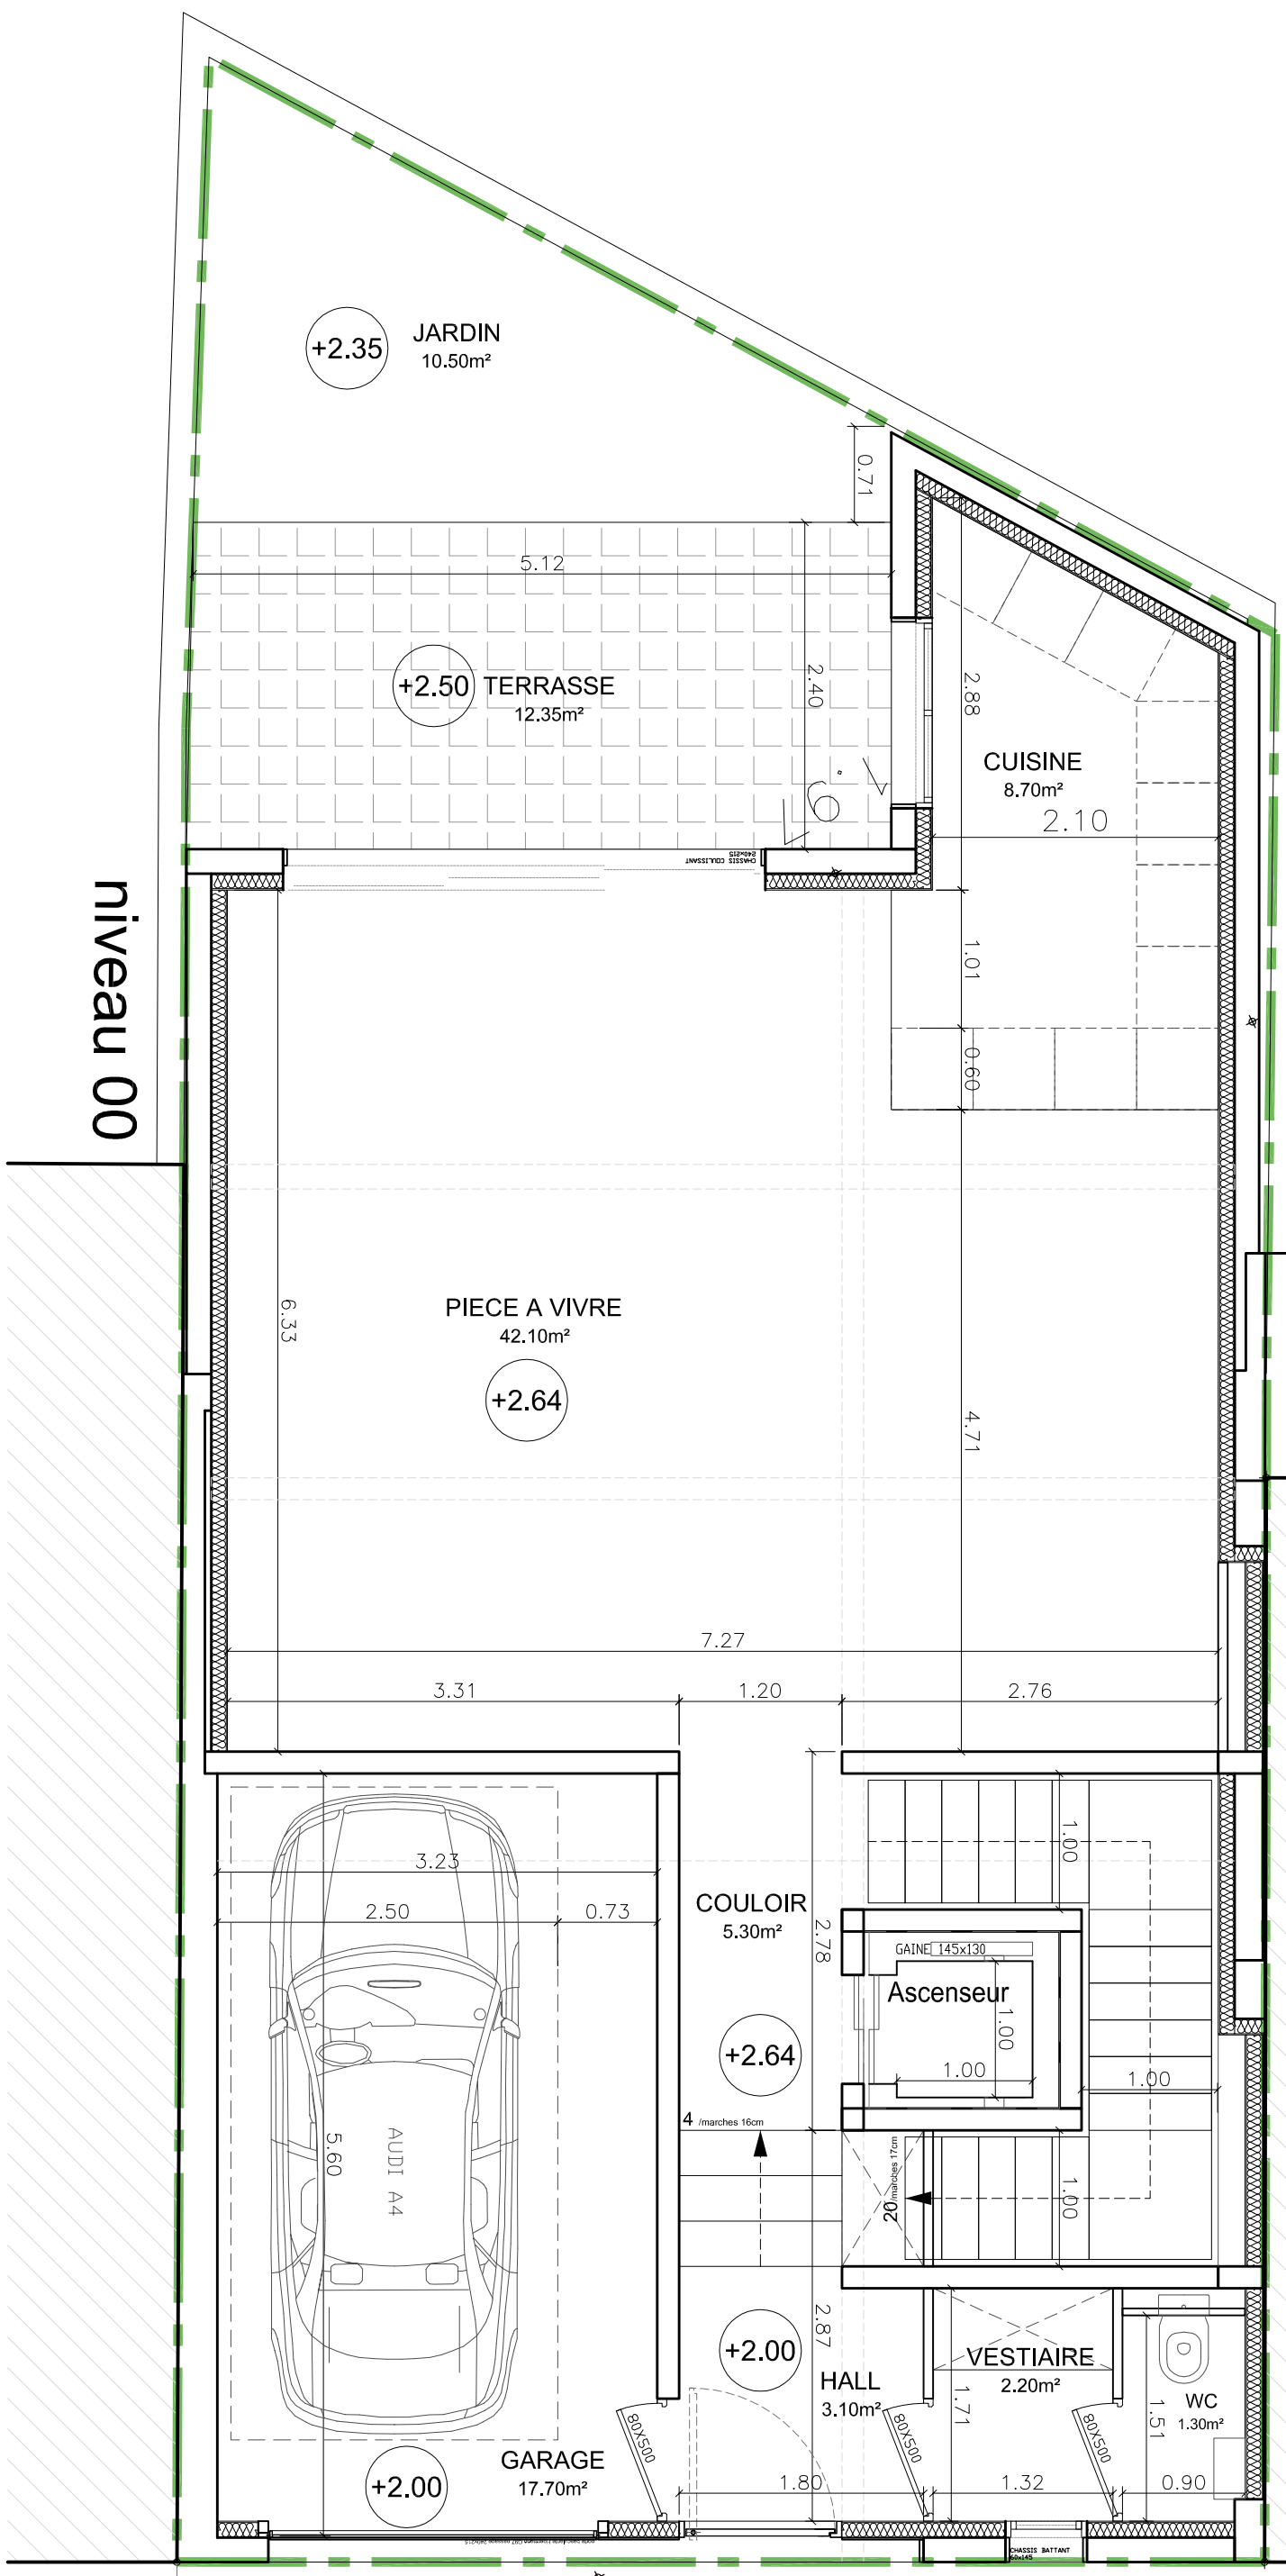 +2.35
JARDIN
10.50m²
0.71
5.12
2.40
+2.50
TERRASSE
12.35m²
2.88
CUISINE
8.70m²
2.10
CHASSIS COULISSANT
240x215
niveau 00
1.01
0.60
6.33
PIECE A VIVRE
42.10m²
+2.64
4.71
7.27
3.31
1.20
2.76
1.00
3.23
2.50
0.73
COULOIR
5.30m²
2.78
GAINE 145x130
Ascenseur
1.00
1.00
1.00
+2.64
4 /marches 16cm
5.60
AUDI A4
20/marches 17cm
1.00
2.87
+2.00
HALL
3.10m²
VESTIAIRE
2.20m²
1.71
WC
1.30m²
1.51
80X500
80X500
80X500
GARAGE
17.70m²
+2.00
1.80
1.32
0.90
CHASSIS BATTANT
60x145